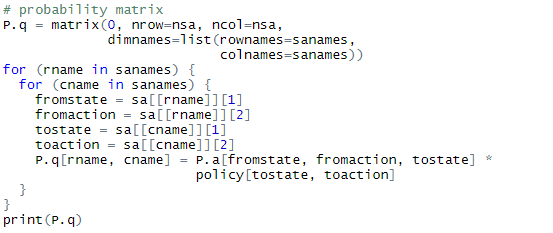 # probability matrix
P.q = matrix(0, nrow=nsa, ncol=nsa,
             dimnames=list(rownames=sanames,
                           colnames=sanames))
for (rname in sanames) {
  for (cname in sanames) {
    fromstate = sa[[rname]][1]
    fromaction = sa[[rname]][2]
    tostate = sa[[cname]][1]
    toaction = sa[[cname]][2]
    P.q[rname, cname] = P.a[fromstate, fromaction, tostate] *
                        policy[tostate, toaction]
  }
}
print(P.q)